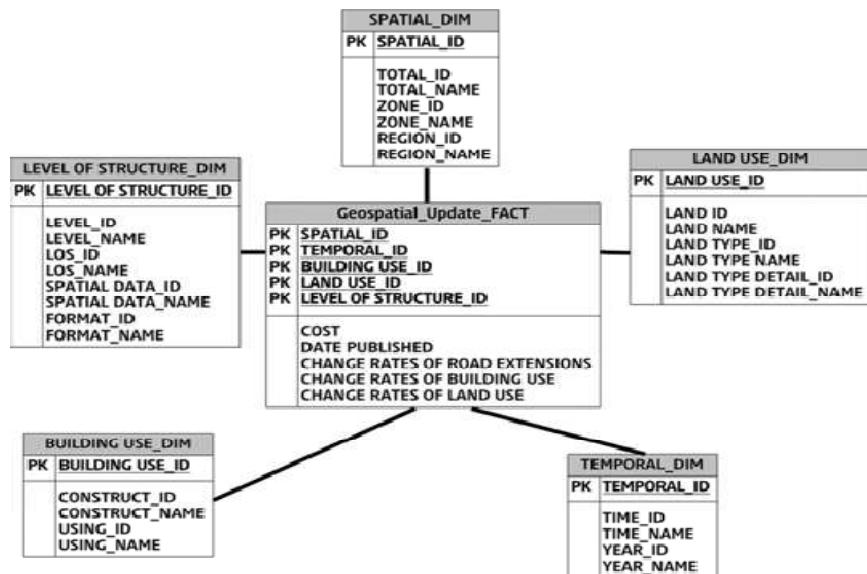 SPATIAL_DIM
PK SPATIAL_ID
TOTAL_ID
TOTAL_NAME
ZONE_ID
ZONE_NAME
REGION_ID
REGION_NAME
LEVEL OF STRUCTURE_DIM
PK LEVEL OF STRUCTURE_ID
LEVEL_ID
LEVEL_NAME
LOS_ID
LOS_NAME
SPATIAL DATA_ID
SPATIAL DATA_NAME
FORMAT_ID
FORMAT_NAME
LAND USE_DIM
PK LAND USE_ID
LAND ID
LAND NAME
LAND TYPE_ID
LAND TYPE NAME
LAND TYPE DETAIL_ID
LAND TYPE DETAIL_NAME
Geospatial_Update_FACT
PK SPATIAL_ID
PK TEMPORAL_ID
PK BUILDING USE_ID
PK LAND USE_ID
PK LEVEL OF STRUCTURE_ID
COST
DATE PUBLISHED
CHANGE RATES OF ROAD EXTENSIONS
CHANGE RATES OF BUILDING USE
CHANGE RATES OF LAND USE
BUILDING USE_DIM
PK BUILDING USE_ID
CONSTRUCT_ID
CONSTRUCT_NAME
USING_ID
USING_NAME
TEMPORAL_DIM
PK TEMPORAL_ID
TIME_ID
TIME_NAME
YEAR_ID
YEAR_NAME